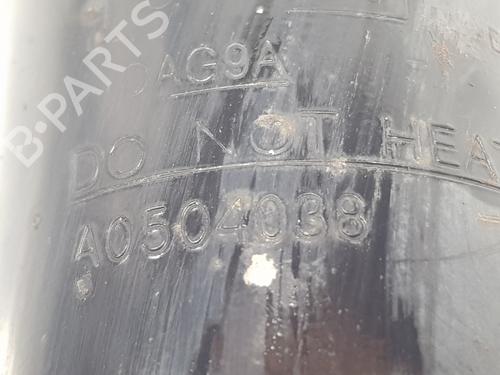 B-PARTS
AG9A
DO NOT HEAT
A0504038